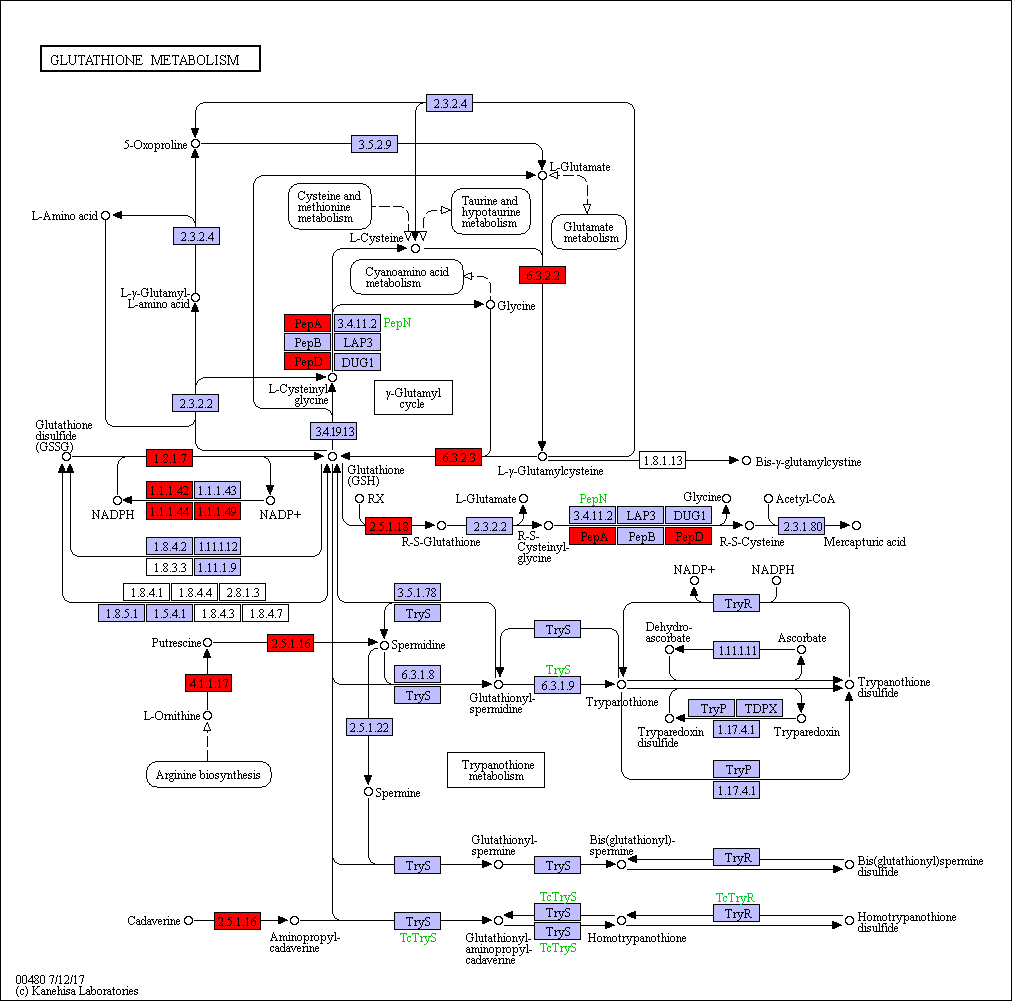 GLUTATHIONE METABOLISM
2.3.2.4
5-Oxoproline
3.5.2.9
L-Glutamate
Cysteine and
methionine
metabolism
Taurine and
hypotaurine
metabolism
L-Amino acid
Glutamate
metabolism
2.3.2.4
L-Cysteine
Cyanoamino acid
metabolism
6.3.2.2
L-γ-Glutamyl-
L-amino acid
Glycine
PepA
3.4.11.2
PepN
PepB
LAP3
PepD
DUG1
L-Cysteinyl
glycine
γ-Glutamyl
cycle
2.3.2.2
3.4.19.13
Glutathione
disulfide
(GSSG)
1.8.1.7
Glutathione
(GSH)
6.3.2.3
L-γ-Glutamylcysteine
1.8.1.13
Bis-γ-glutamylcystine
1.1.1.42
1.1.1.43
1.1.1.44
1.1.1.49
NADPH
NADP+
RX
2.5.1.18
R-S-Glutathione
L-Glutamate
2.3.2.2
R-S-
Cysteinyl-
glycine
PepN
3.4.11.2
LAP3
DUG1
PepA
PepB
PepD
Glycine
R-S-Cysteine
Acetyl-CoA
2.3.1.80
Mercapturic acid
1.8.4.2
1.11.1.12
1.8.3.3
1.11.1.9
1.8.4.1
1.8.4.4
2.8.1.3
1.8.5.1
1.5.4.1
1.8.4.3
1.8.4.7
3.5.1.78
TryS
NADP+
NADPH
TryR
Putrescine
2.5.1.16
Spermidine
TryS
Dehydro-
ascorbate
Ascorbate
1.11.1.11
4.1.1.17
6.3.1.8
TryS
Glutathionyl-
spermidine
TryS
6.3.1.9
Trypanothione
Trypanothione
disulfide
L-Ornithine
2.5.1.22
TryP
TDPX
1.17.4.1
Tryparedoxin
disulfide
Tryparedoxin
Arginine biosynthesis
Trypanothione
metabolism
TryP
1.17.4.1
Spermine
TryS
Glutathionyl-
spermine
TryS
Bis(glutathionyl)-
spermine
TryR
Bis(glutathionyl)spermine
disulfide
Cadaverine
2.5.1.16
Aminopropyl-
cadaverine
TryS
TcTryS
Glutathionyl-
aminopropyl-
cadaverine
TcTryS
TryS
TryS
TcTryS
Homotrypanothione
TcTryR
TryR
Homotrypanothione
disulfide
00480 7/12/17
(c) Kanehisa Laboratories